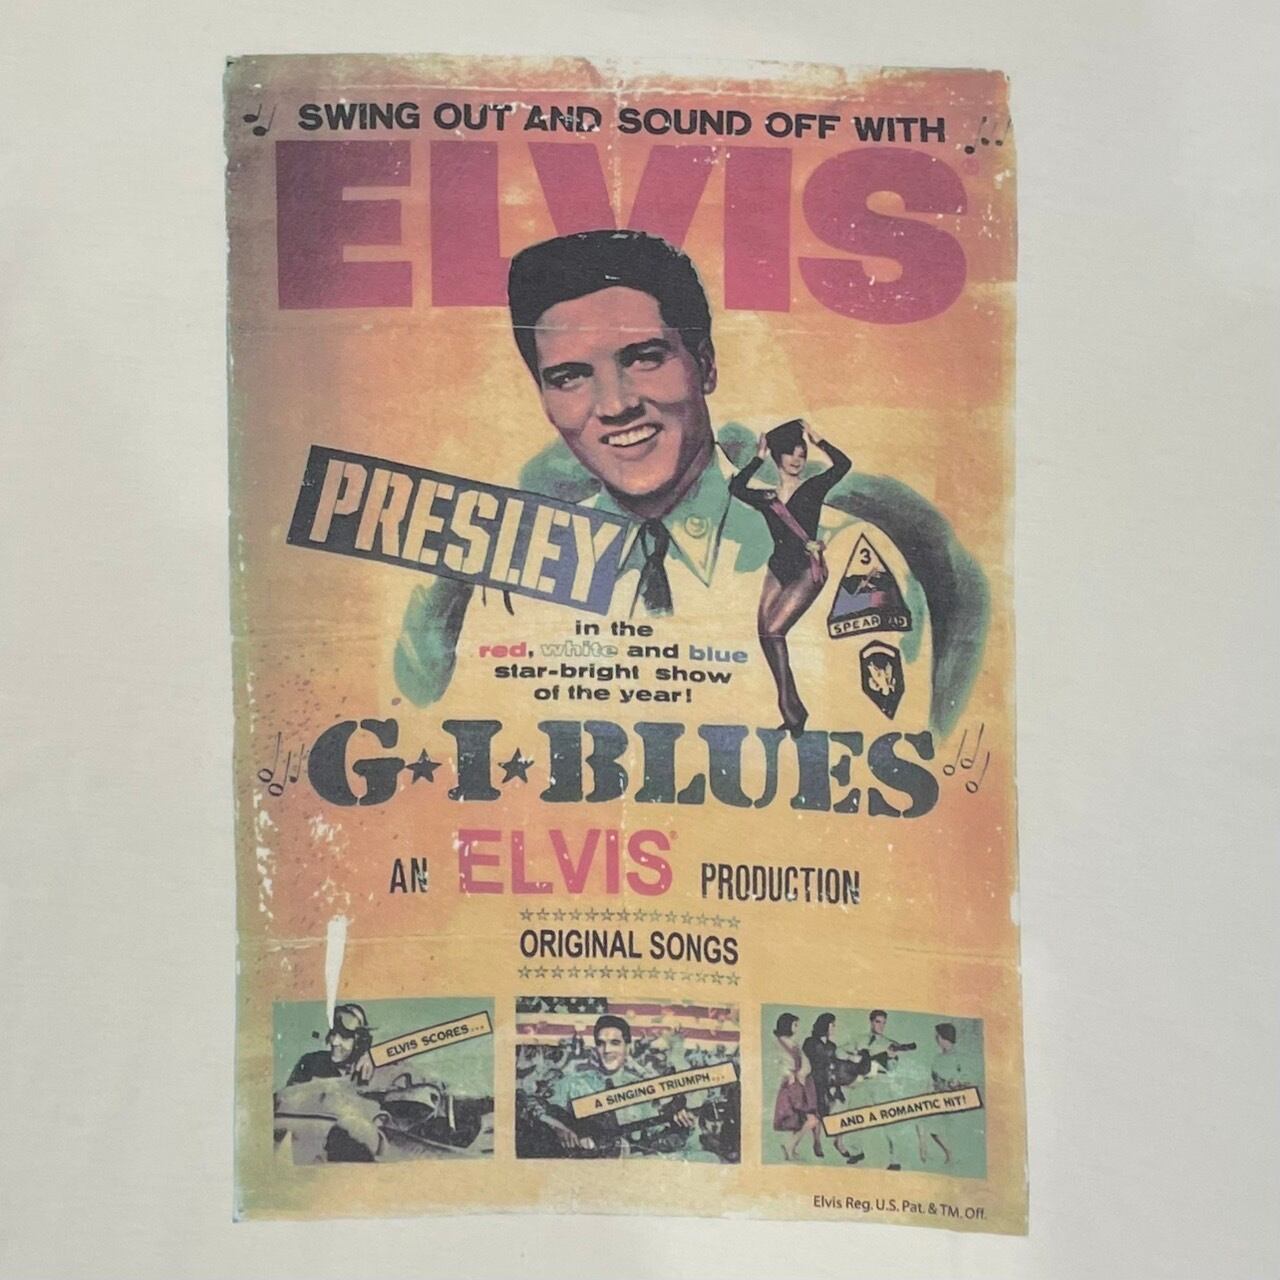 SWING OUT AND SOUND OFF WITH
ELVIS
PRESLEY
in the
red, white and blue
star-bright show
of the year!
3
G★I★BLUES
AN ELVIS® PRODUCTION
ORIGINAL SONGS
ELVIS SCORES...
A SINGING TRIUMPH...
AND A ROMANTIC HIT!
Elvis Reg. U.S. Pat. & TM. Off.